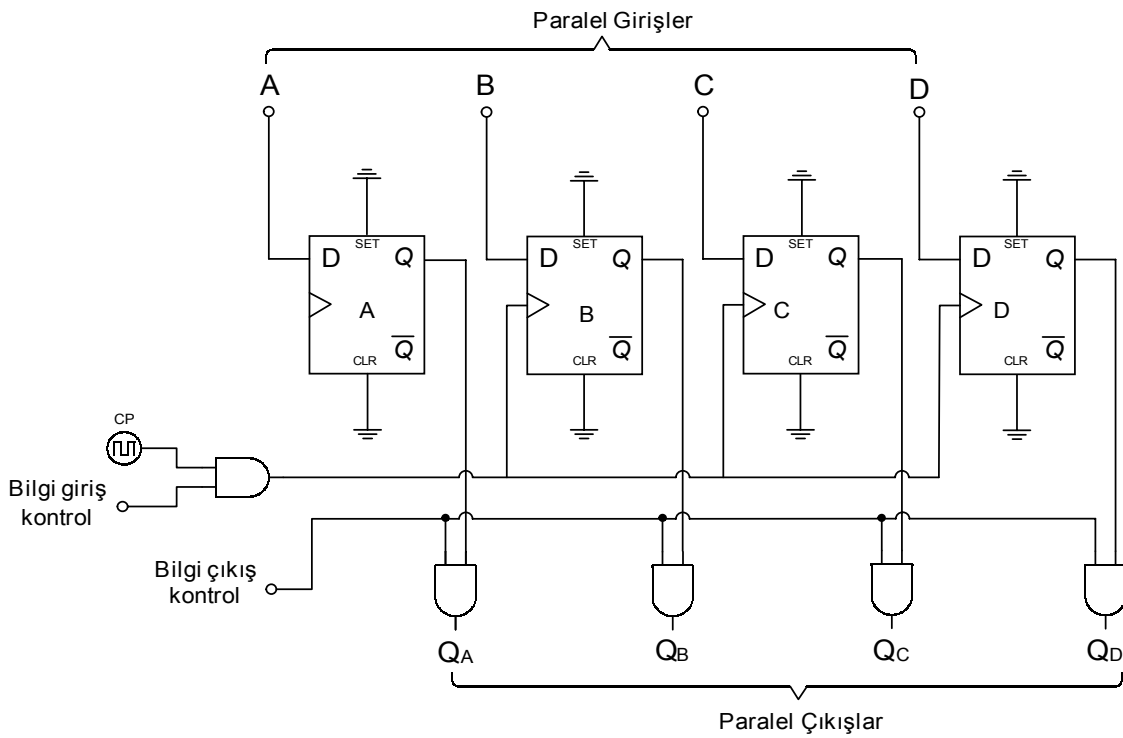 Paralel Girişler
A B C D
SET SET SET SET
D Q D Q D Q D Q
A B C D
Q Q Q Q
CLR CLR CLR CLR
CP
Bilgi giriş
kontrol
Bilgi çıkış
kontrol
QA QB QC QD
Paralel Çıkışlar